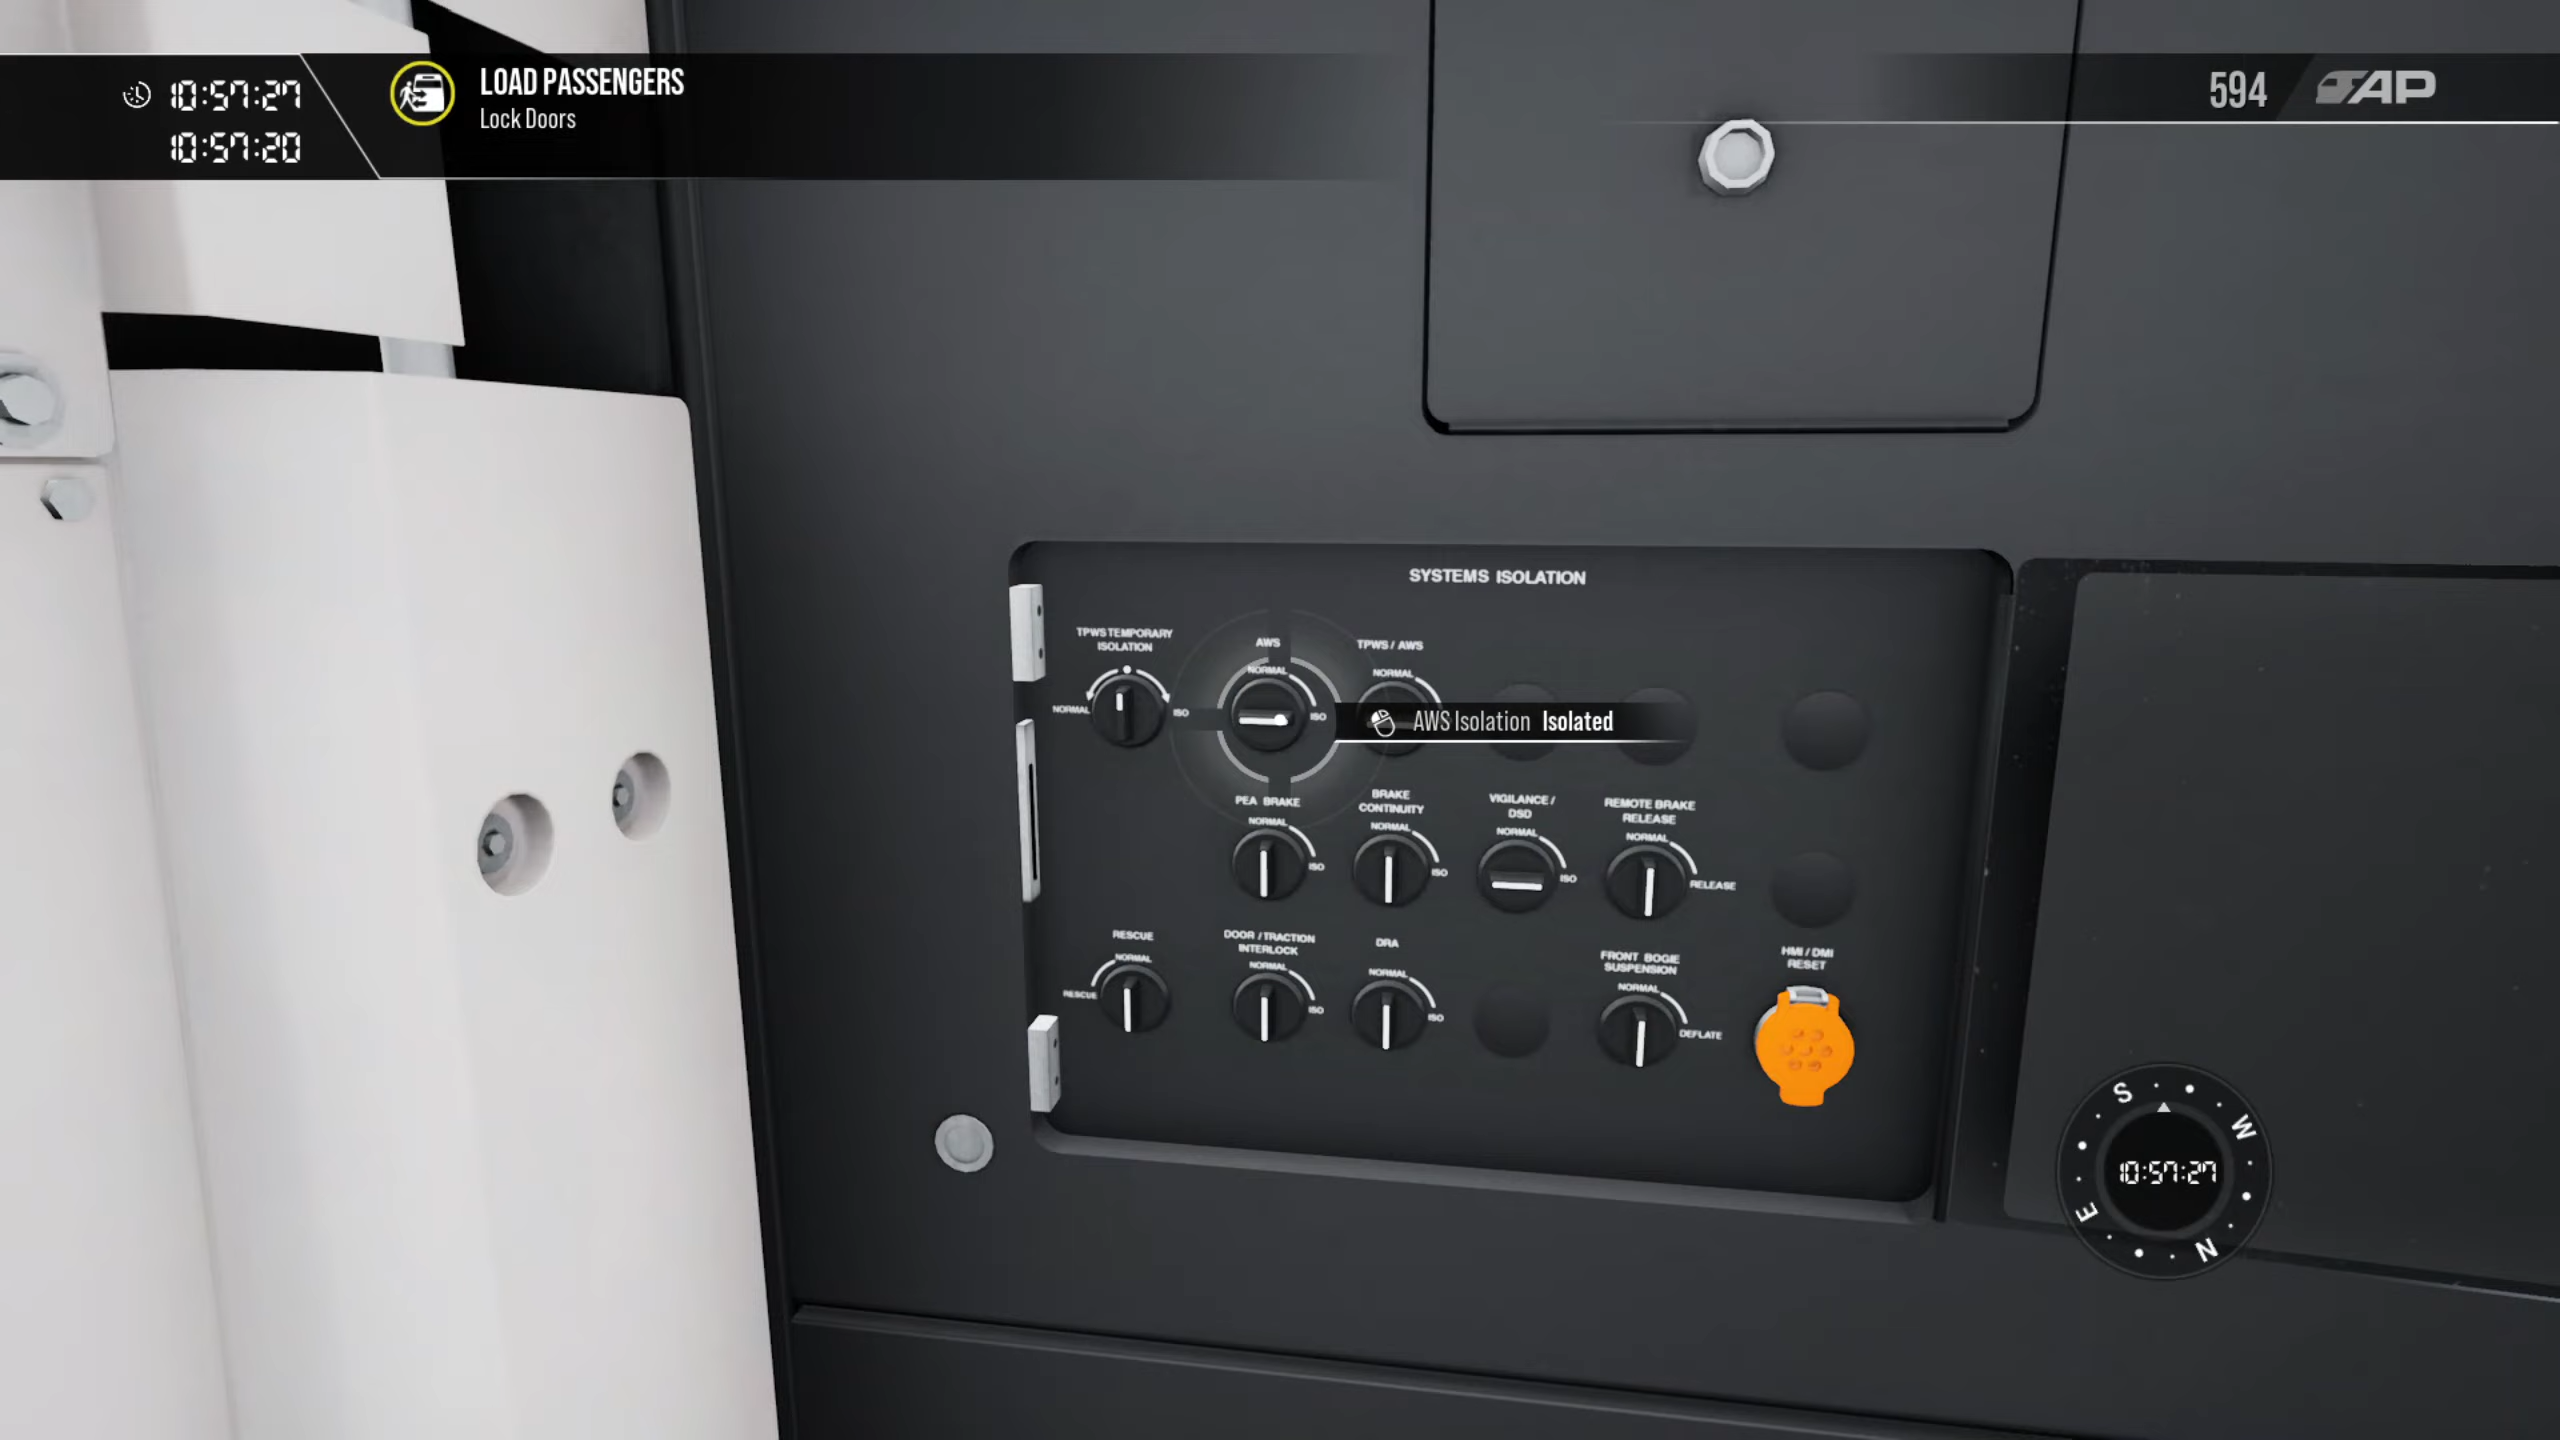 10:57:27
10:57:20
LOAD PASSENGERS
Lock Doors
594 AP
SYSTEMS ISOLATION
TPWS TEMPORARY
ISOLATION
NORMAL
ISO
AWS
NORMAL
ISO
TPWS / AWS
NORMAL
AWS Isolation Isolated
PEA BRAKE
NORMAL
ISO
BRAKE
CONTINUITY
NORMAL
ISO
VIGILANCE /
DSD
NORMAL
ISO
REMOTE BRAKE
RELEASE
NORMAL
RELEASE
RESCUE
NORMAL
RESCUE
DOOR / TRACTION
INTERLOCK
NORMAL
ISO
DRA
NORMAL
ISO
FRONT BOGIE
SUSPENSION
NORMAL
DEFLATE
HMI / DMI
RESET
S
W
10:57:27
E
N